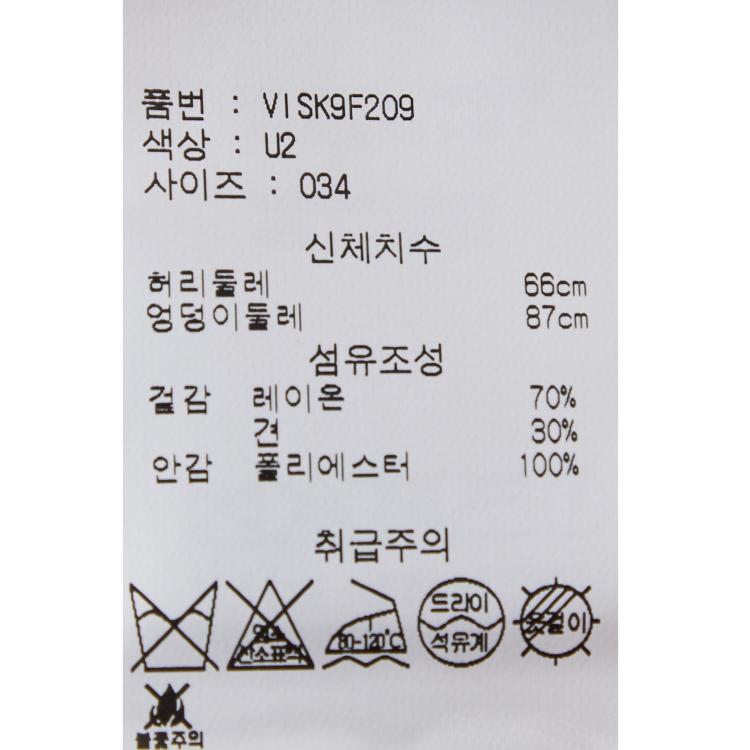 품번 : VISK9F209
색상 : U2
사이즈 : 034
신체치수
허리둘레 66cm
엉덩이둘레 87cm
섬유조성
겉감 레이온 70%
견 30%
안감 폴리에스터 100%
취급주의
염소
산소표백
80-120℃
드라이
석유계
옷걸이
불꽃주의